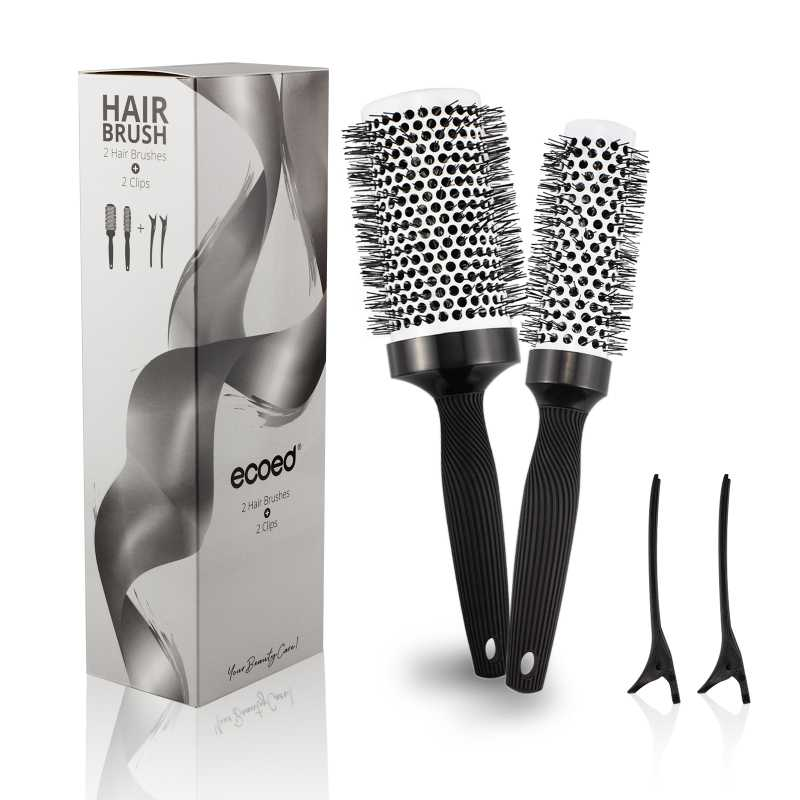 HAIR
BRUSH
2 Hair Brushes
+
2 Clips
+
ecoed®
2 Hair Brushes
+
2 Clips
Your Beauty Care!